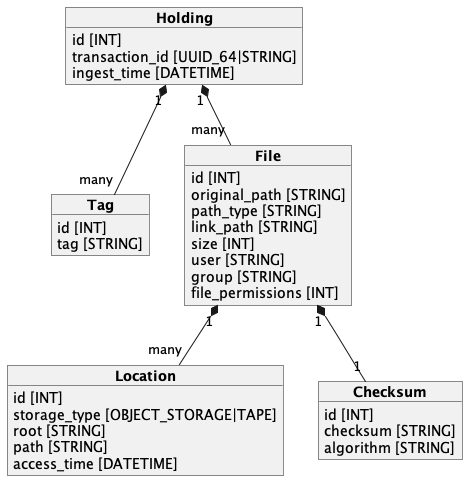 Holding
id [INT]
transaction_id [UUID_64|STRING]
ingest_time [DATETIME]
1
1
many
many
File
id [INT]
original_path [STRING]
path_type [STRING]
link_path [STRING]
size [INT]
user [STRING]
group [STRING]
file_permissions [INT]
Tag
id [INT]
tag [STRING]
1
1
many
1
Location
id [INT]
storage_type [OBJECT_STORAGE|TAPE]
root [STRING]
path [STRING]
access_time [DATETIME]
Checksum
id [INT]
checksum [STRING]
algorithm [STRING]